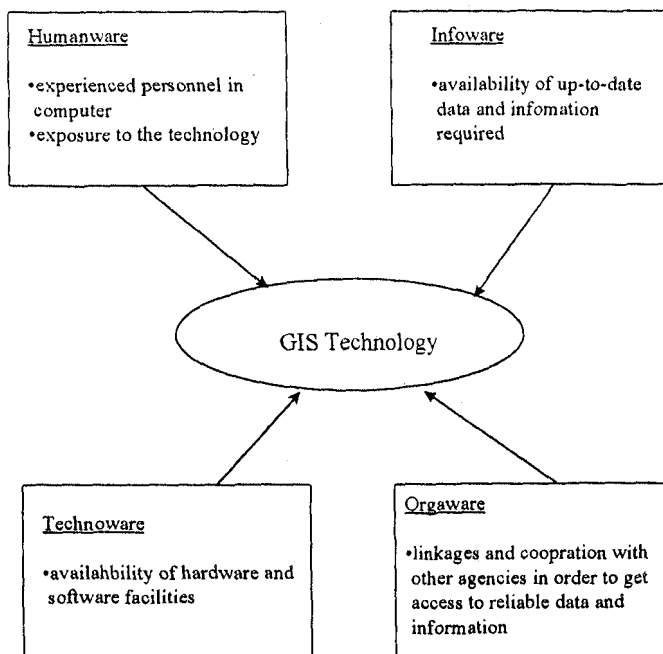 Humanware
•experienced personnel in
computer
•exposure to the technology
Infoware
•availability of up-to-date
data and infomation
required
GIS Technology
Technoware
•availahbility of hardware and
software facilities
Orgaware
•linkages and coopration with
other agencies in order to get
access to reliable data and
information